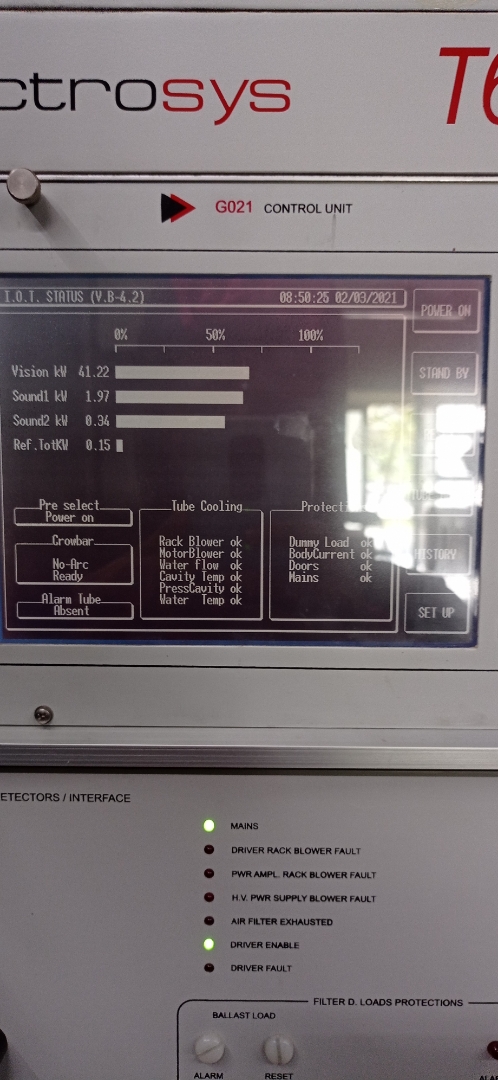 ctrosys T6
G021 CONTROL UNIT
I.O.T. STATUS (V.B-4.2) 08:50:25 02/03/2021
POWER ON
0% 50% 100%
Vision kW 41.22
STAND BY
Sound1 kW 1.97
Sound2 kW 0.34
Ref.TotKW 0.15
Pre select
Power on
Crowbar
No-Arc
Ready
Alarm Tube
Absent
Tube Cooling
Rack Blower ok
MotorBlower ok
Water flow ok
Cavity Temp ok
PressCavity ok
Water Temp ok
Protecti
Dummy Load ok
BodyCurrent ok
Doors ok
Mains ok
HISTORY
SET UP
ETECTORS / INTERFACE
MAINS
DRIVER RACK BLOWER FAULT
PWR AMPL. RACK BLOWER FAULT
H.V. PWR SUPPLY BLOWER FAULT
AIR FILTER EXHAUSTED
DRIVER ENABLE
DRIVER FAULT
FILTER D. LOADS PROTECTIONS
BALLAST LOAD
ALARM RESET ALA